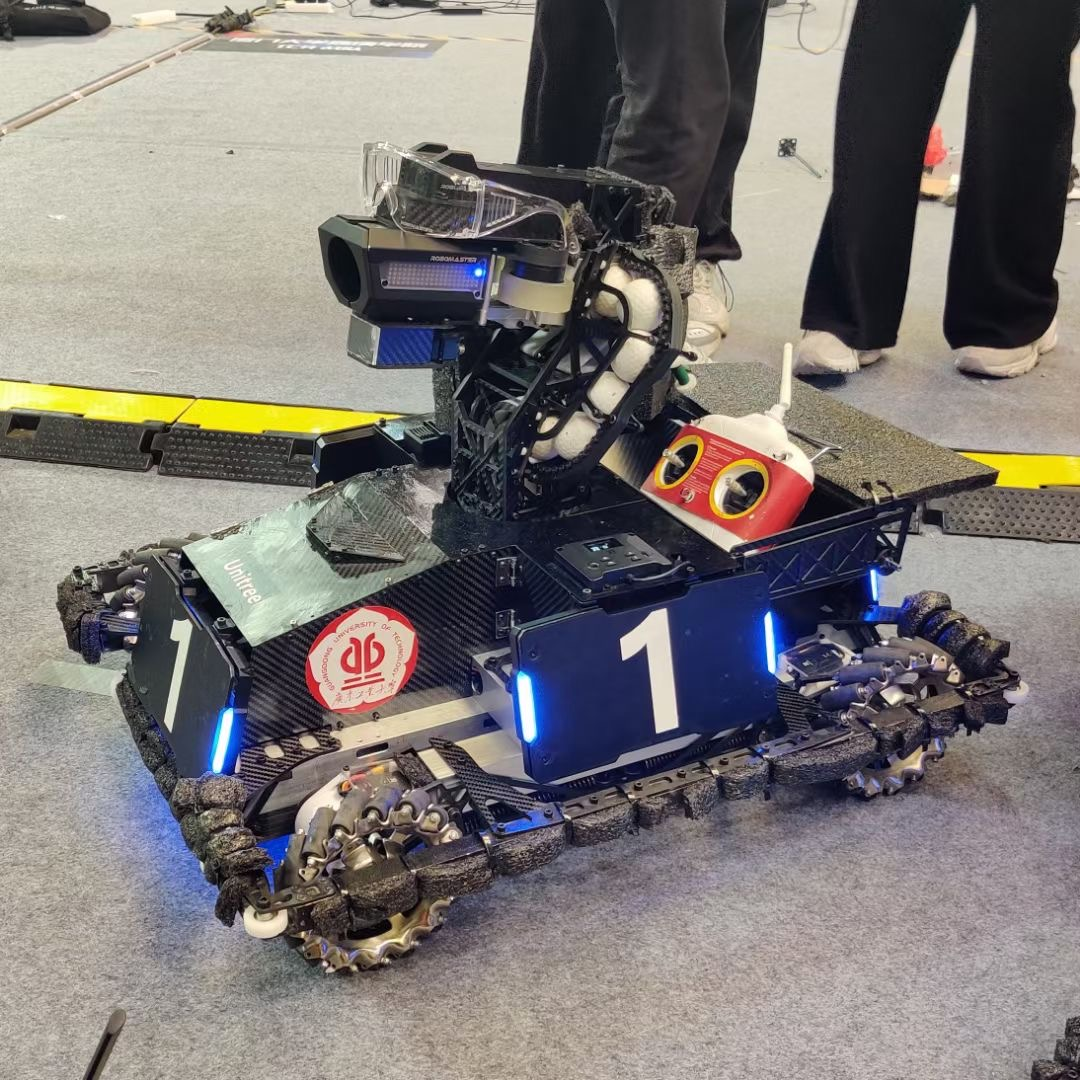 ROBOMASTER
Unitree
GUANGDONG UNIVERSITY OF TECHNOLOGY
广东工业大学
1
1